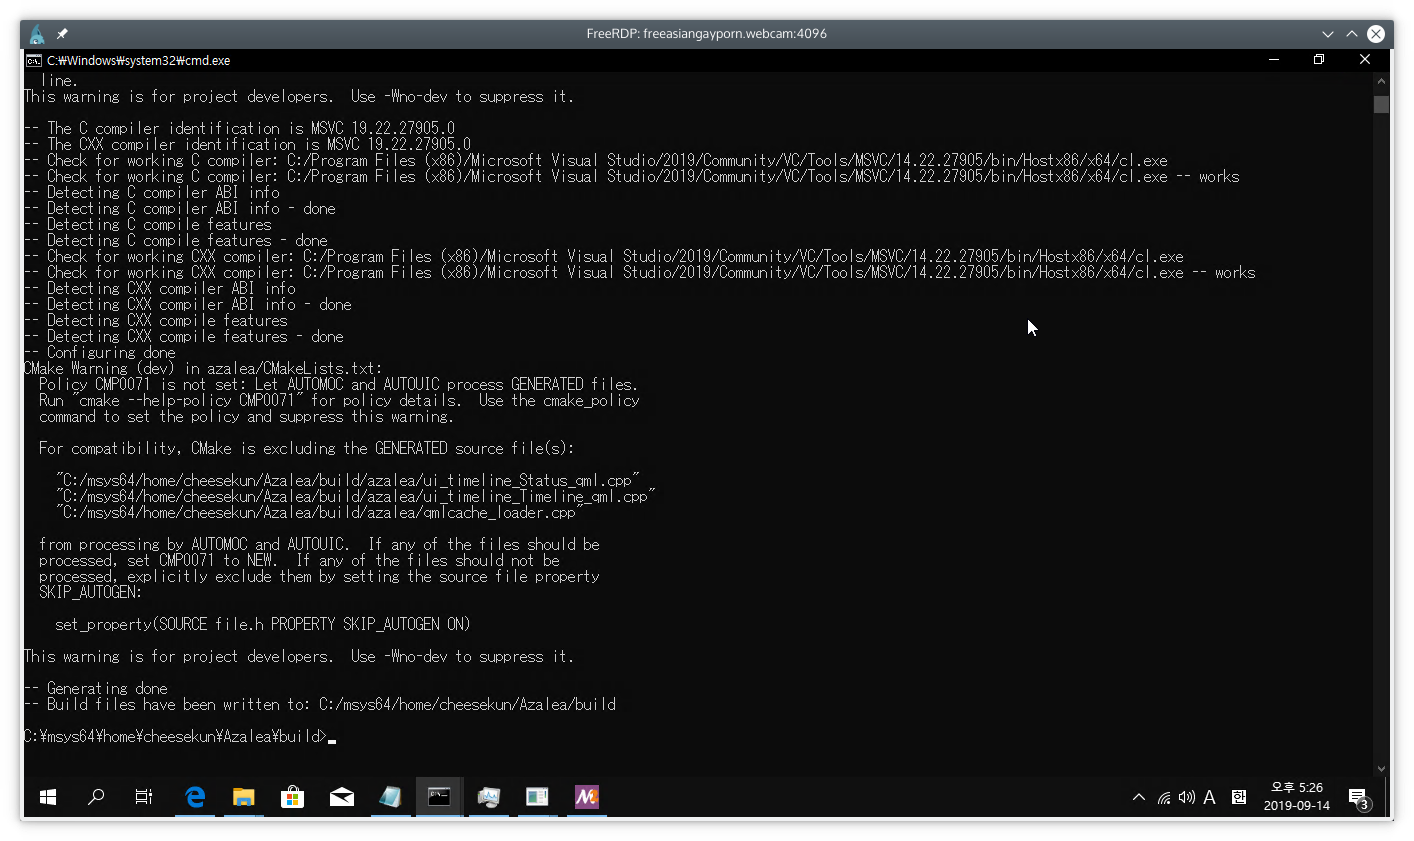 FreeRDP: freeasiangayporn.webcam:4096
C:₩Windows₩system32₩cmd.exe
line.
This warning is for project developers.  Use -Wno-dev to suppress it.
-- The C compiler identification is MSVC 19.22.27905.0
-- The CXX compiler identification is MSVC 19.22.27905.0
-- Check for working C compiler: C:/Program Files (x86)/Microsoft Visual Studio/2019/Community/VC/Tools/MSVC/14.22.27905/bin/Hostx86/x64/cl.exe
-- Check for working C compiler: C:/Program Files (x86)/Microsoft Visual Studio/2019/Community/VC/Tools/MSVC/14.22.27905/bin/Hostx86/x64/cl.exe -- works
-- Detecting C compiler ABI info
-- Detecting C compiler ABI info - done
-- Detecting C compile features
-- Detecting C compile features - done
-- Check for working CXX compiler: C:/Program Files (x86)/Microsoft Visual Studio/2019/Community/VC/Tools/MSVC/14.22.27905/bin/Hostx86/x64/cl.exe
-- Check for working CXX compiler: C:/Program Files (x86)/Microsoft Visual Studio/2019/Community/VC/Tools/MSVC/14.22.27905/bin/Hostx86/x64/cl.exe -- works
-- Detecting CXX compiler ABI info
-- Detecting CXX compiler ABI info - done
-- Detecting CXX compile features
-- Detecting CXX compile features - done
-- Configuring done
CMake Warning (dev) in azalea/CMakeLists.txt:
Policy CMP0071 is not set: Let AUTOMOC and AUTOUIC process GENERATED files.
Run "cmake --help-policy CMP0071" for policy details.  Use the cmake_policy
command to set the policy and suppress this warning.
For compatibility, CMake is excluding the GENERATED source file(s):
"C:/msys64/home/cheesekun/Azalea/build/azalea/ui_timeline_Status_qml.cpp"
"C:/msys64/home/cheesekun/Azalea/build/azalea/ui_timeline_Timeline_qml.cpp"
"C:/msys64/home/cheesekun/Azalea/build/azalea/qmlcache_loader.cpp"
from processing by AUTOMOC and AUTOUIC.  If any of the files should be
processed, set CMP0071 to NEW.  If any of the files should not be
processed, explicitly exclude them by setting the source file property
SKIP_AUTOGEN:
set_property(SOURCE file.h PROPERTY SKIP_AUTOGEN ON)
This warning is for project developers.  Use -Wno-dev to suppress it.
-- Generating done
-- Build files have been written to: C:/msys64/home/cheesekun/Azalea/build
C:¥msys64¥home¥cheesekun¥Azalea¥build>
A
한
오후 5:26
2019-09-14
3